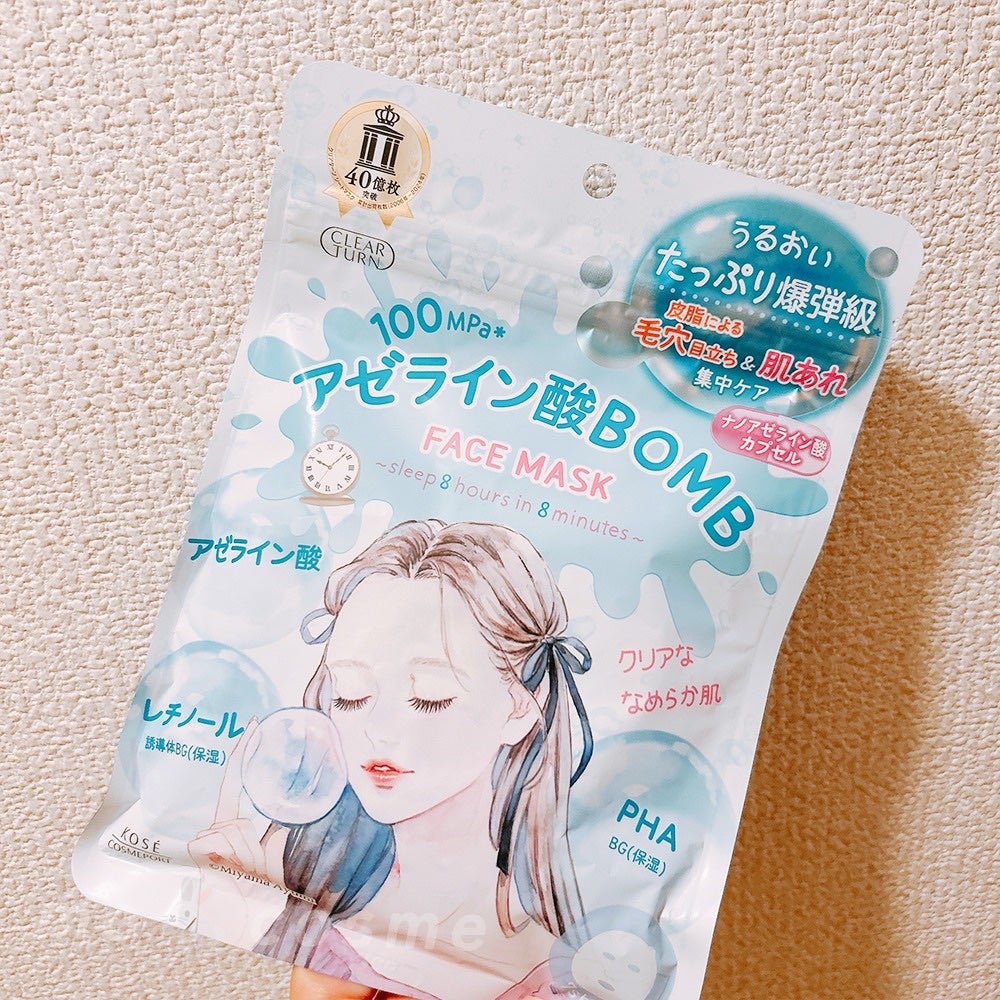 40億枚
突破
CLEAR
TURN
うるおい
たっぷり爆弾級
皮脂による
毛穴目立ち&肌あれ
集中ケア
ナノアゼライン酸
カプセル
100MPa*
アゼライン酸BOMB
FACE MASK
~sleep 8 hours in 8 minutes~
アゼライン酸
クリアな
なめらか肌
レチノール
誘導体BG(保湿)
PHA
BG(保湿)
KOSÉ
COSMEPORT